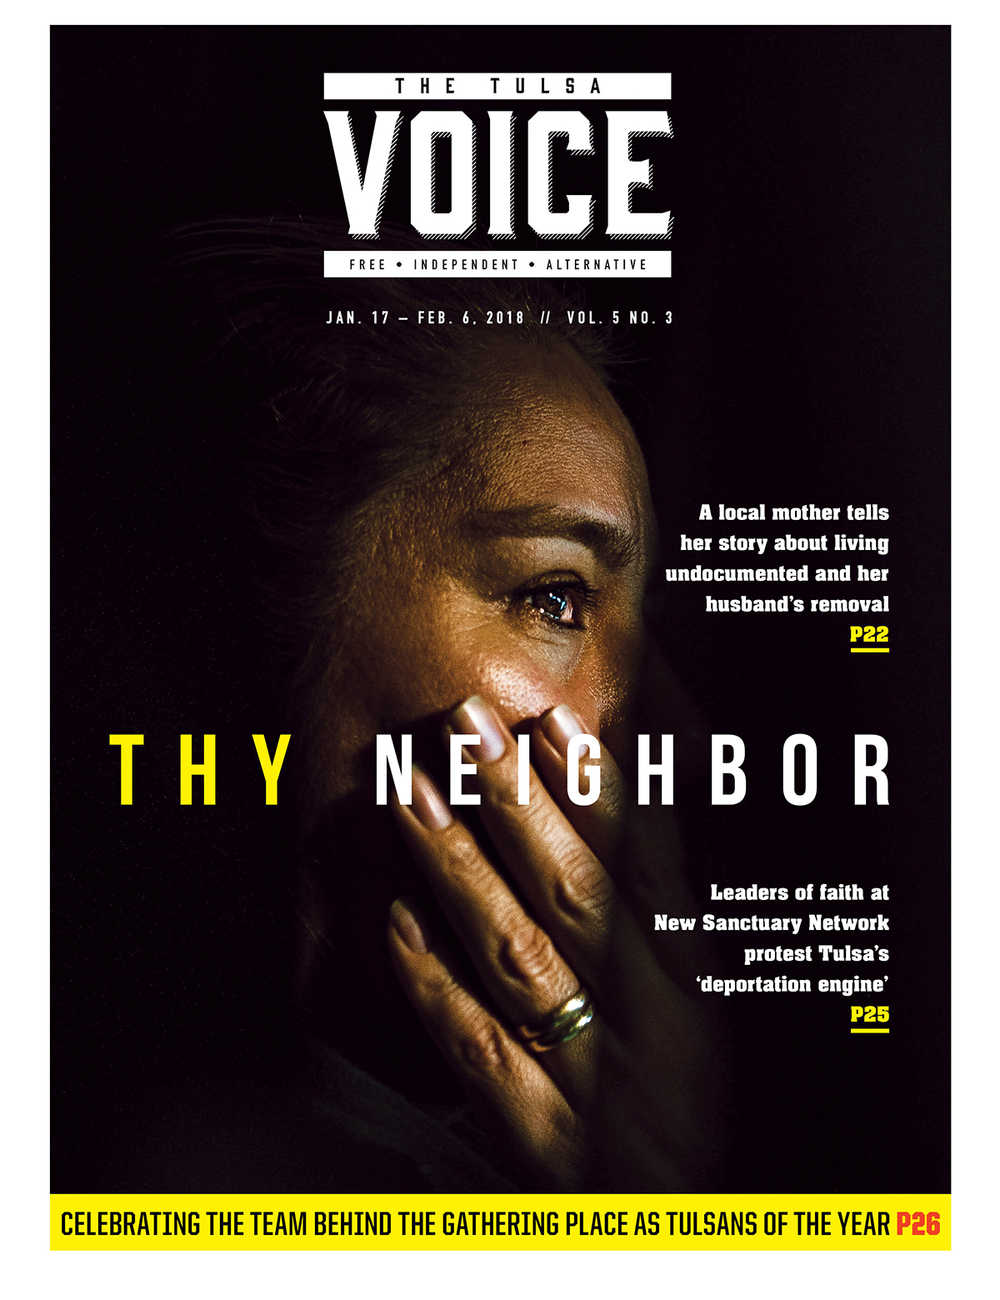 THE TULSA
VOICE
FREE • INDEPENDENT • ALTERNATIVE
JAN. 17 – FEB. 6, 2018 // VOL. 5 NO. 3
A local mother tells
her story about living
undocumented and her
husband's removal
P22
THY NEIGHBOR
Leaders of faith at
New Sanctuary Network
protest Tulsa's
'deportation engine'
P25
CELEBRATING THE TEAM BEHIND THE GATHERING PLACE AS TULSANS OF THE YEAR P26